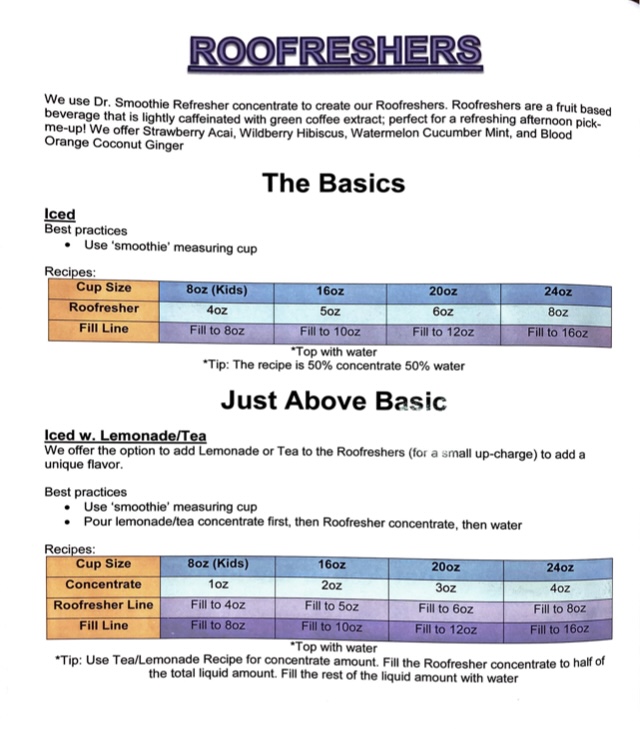 ROOFRESHERS
We use Dr. Smoothie Refresher concentrate to create our Roofreshers. Roofreshers are a fruit based
beverage that is lightly caffeinated with green coffee extract; perfect for a refreshing afternoon pick-
me-up! We offer Strawberry Acai, Wildberry Hibiscus, Watermelon Cucumber Mint, and Blood
Orange Coconut Ginger
The Basics
Iced
Best practices
• Use 'smoothie' measuring cup
Recipes:
Cup Size 8oz (Kids) 16oz 20oz 24oz
Roofresher 4oz 5oz 6oz 8oz
Fill Line Fill to 8oz Fill to 10oz Fill to 12oz Fill to 16oz
*Top with water
*Tip: The recipe is 50% concentrate 50% water
Just Above Basic
Iced w. Lemonade/Tea
We offer the option to add Lemonade or Tea to the Roofreshers (for a small up-charge) to add a
unique flavor.
Best practices
• Use 'smoothie' measuring cup
• Pour lemonade/tea concentrate first, then Roofresher concentrate, then water
Recipes:
Cup Size 8oz (Kids) 16oz 20oz 24oz
Concentrate 1oz 2oz 3oz 4oz
Roofresher Line Fill to 4oz Fill to 5oz Fill to 6oz Fill to 8oz
Fill Line Fill to 8oz Fill to 10oz Fill to 12oz Fill to 16oz
*Top with water
*Tip: Use Tea/Lemonade Recipe for concentrate amount. Fill the Roofresher concentrate to half of
the total liquid amount. Fill the rest of the liquid amount with water